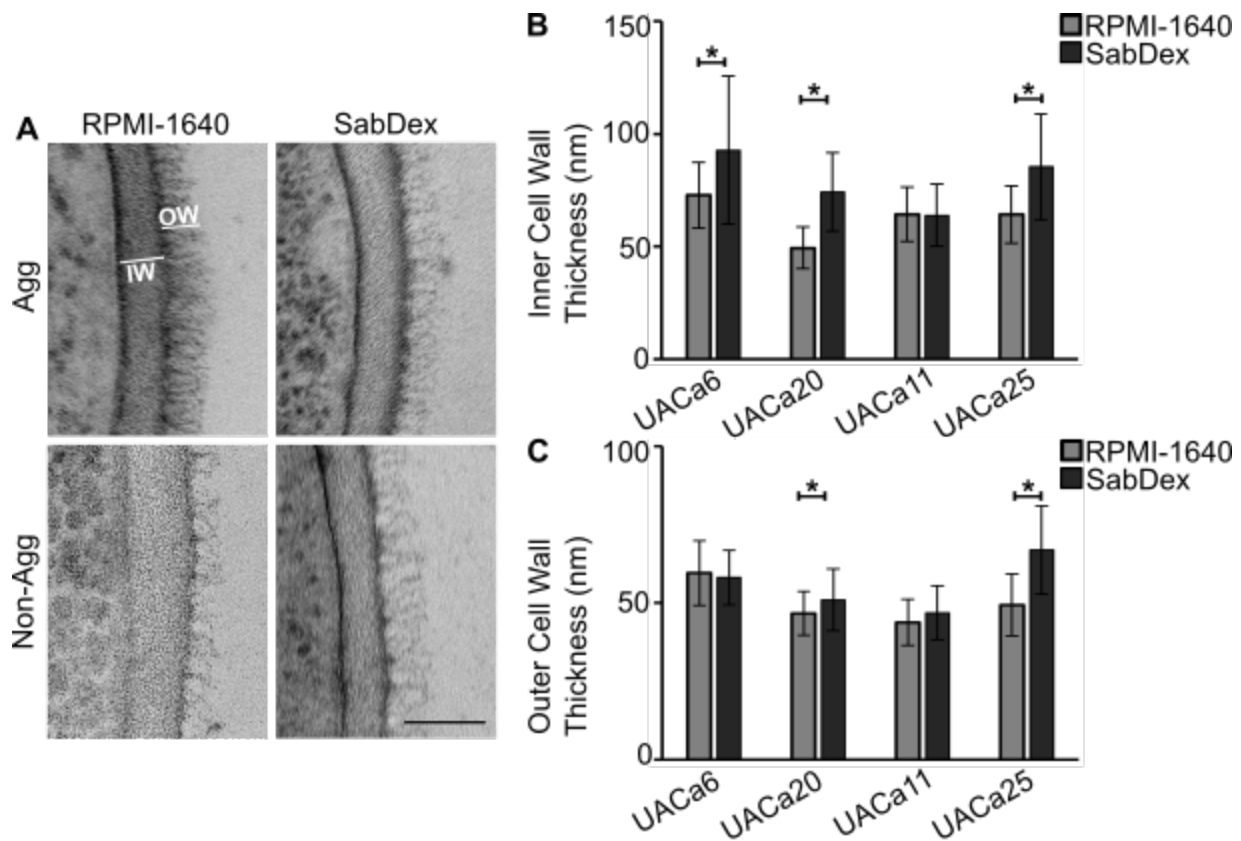 A
RPMI-1640
SabDex
Agg
OW
IW
Non-Agg
B
RPMI-1640
SabDex
Inner Cell Wall
Thickness (nm)
150
100
50
0
*
*
*
UACa6
UACa20
UACa11
UACa25
C
RPMI-1640
SabDex
Outer Cell Wall
Thickness (nm)
100
50
0
*
*
UACa6
UACa20
UACa11
UACa25